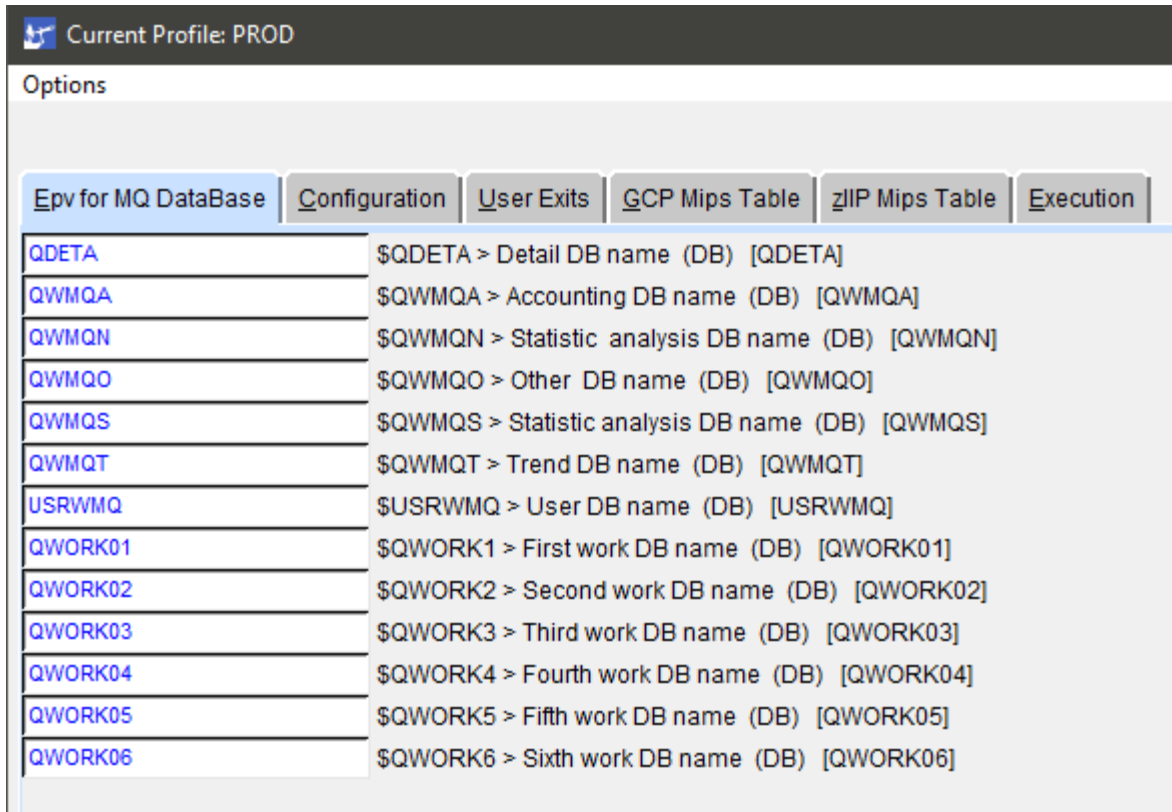 Current Profile: PROD
Options
Epv for MQ DataBase Configuration User Exits GCP Mips Table zIIP Mips Table Execution
QDETA $QDETA > Detail DB name (DB) [QDETA]
QWMQA $QWMQA > Accounting DB name (DB) [QWMQA]
QWMQN $QWMQN > Statistic analysis DB name (DB) [QWMQN]
QWMQO $QWMQO > Other DB name (DB) [QWMQO]
QWMQS $QWMQS > Statistic analysis DB name (DB) [QWMQS]
QWMQT $QWMQT > Trend DB name (DB) [QWMQT]
USRWMQ $USRWMQ > User DB name (DB) [USRWMQ]
QWORK01 $QWORK1 > First work DB name (DB) [QWORK01]
QWORK02 $QWORK2 > Second work DB name (DB) [QWORK02]
QWORK03 $QWORK3 > Third work DB name (DB) [QWORK03]
QWORK04 $QWORK4 > Fourth work DB name (DB) [QWORK04]
QWORK05 $QWORK5 > Fifth work DB name (DB) [QWORK05]
QWORK06 $QWORK6 > Sixth work DB name (DB) [QWORK06]